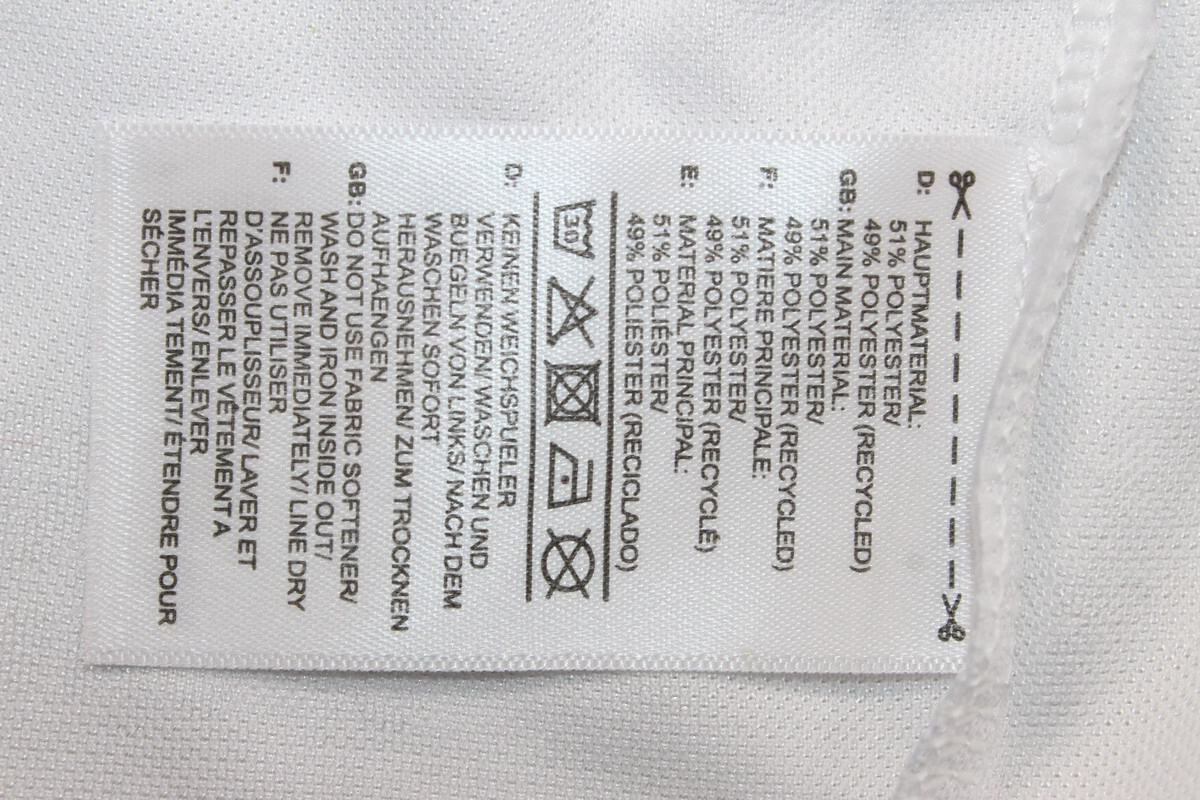 D: HAUPTMATERIAL:
51% POLYESTER/
49% POLYESTER (RECYCLED)
GB: MAIN MATERIAL:
51% POLYESTER/
49% POLYESTER (RECYCLED)
F: MATIERE PRINCIPALE:
51% POLYESTER/
49% POLYESTER (RECYCLÉ)
E: MATERIAL PRINCIPAL:
51% POLIÉSTER/
49% POLIESTER (RECICLADO)
30
D: KEINEN WEICHSPUELER
VERWENDEN/ WASCHEN UND
BUEGELN VON LINKS/ NACH DEM
WASCHEN SOFORT
HERAUSNEHMEN/ ZUM TROCKNEN
AUFHAENGEN
GB: DO NOT USE FABRIC SOFTENER/
WASH AND IRON INSIDE OUT/
REMOVE IMMEDIATELY/ LINE DRY
F: NE PAS UTILISER
D'ASSOUPLISSEUR/ LAVER ET
REPASSER LE VÊTEMENT A
L'ENVERS/ ENLEVER
IMMÉDIA TEMENT/ ÉTENDRE POUR
SÉCHER